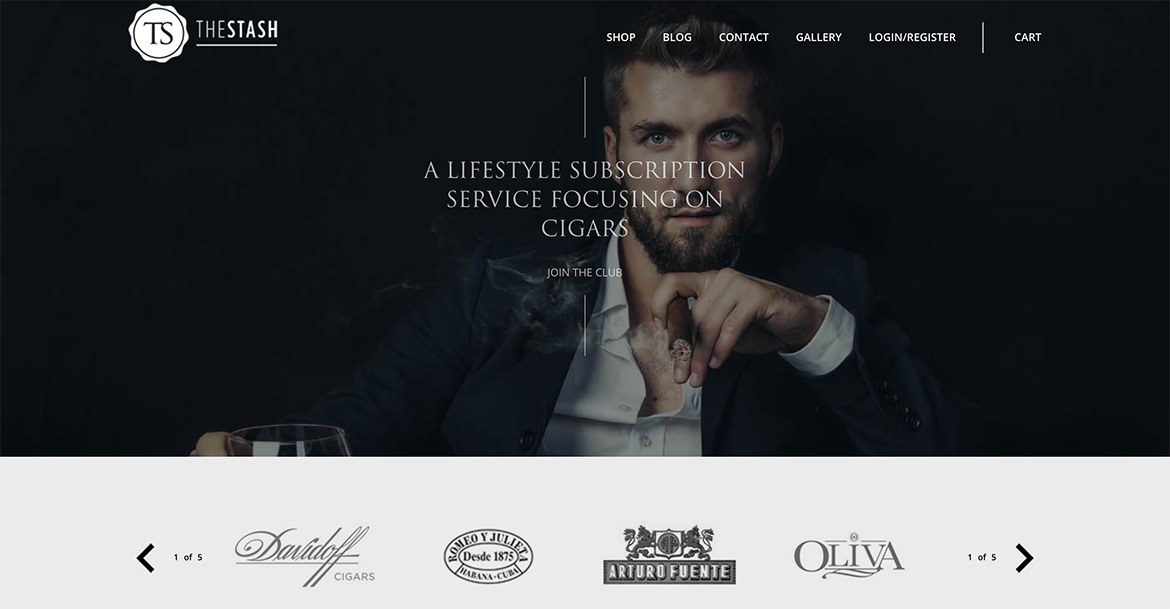 TS THESTASH
SHOP BLOG CONTACT GALLERY LOGIN/REGISTER CART
A LIFESTYLE SUBSCRIPTION
SERVICE FOCUSING ON
CIGARS
JOIN THE CLUB
1 of 5
Davidoff
CIGARS
ROMEO Y JULIETA
Desde 1875
HABANA · CUBA
AF
ARTURO FUENTE
OLIVA
1 of 5